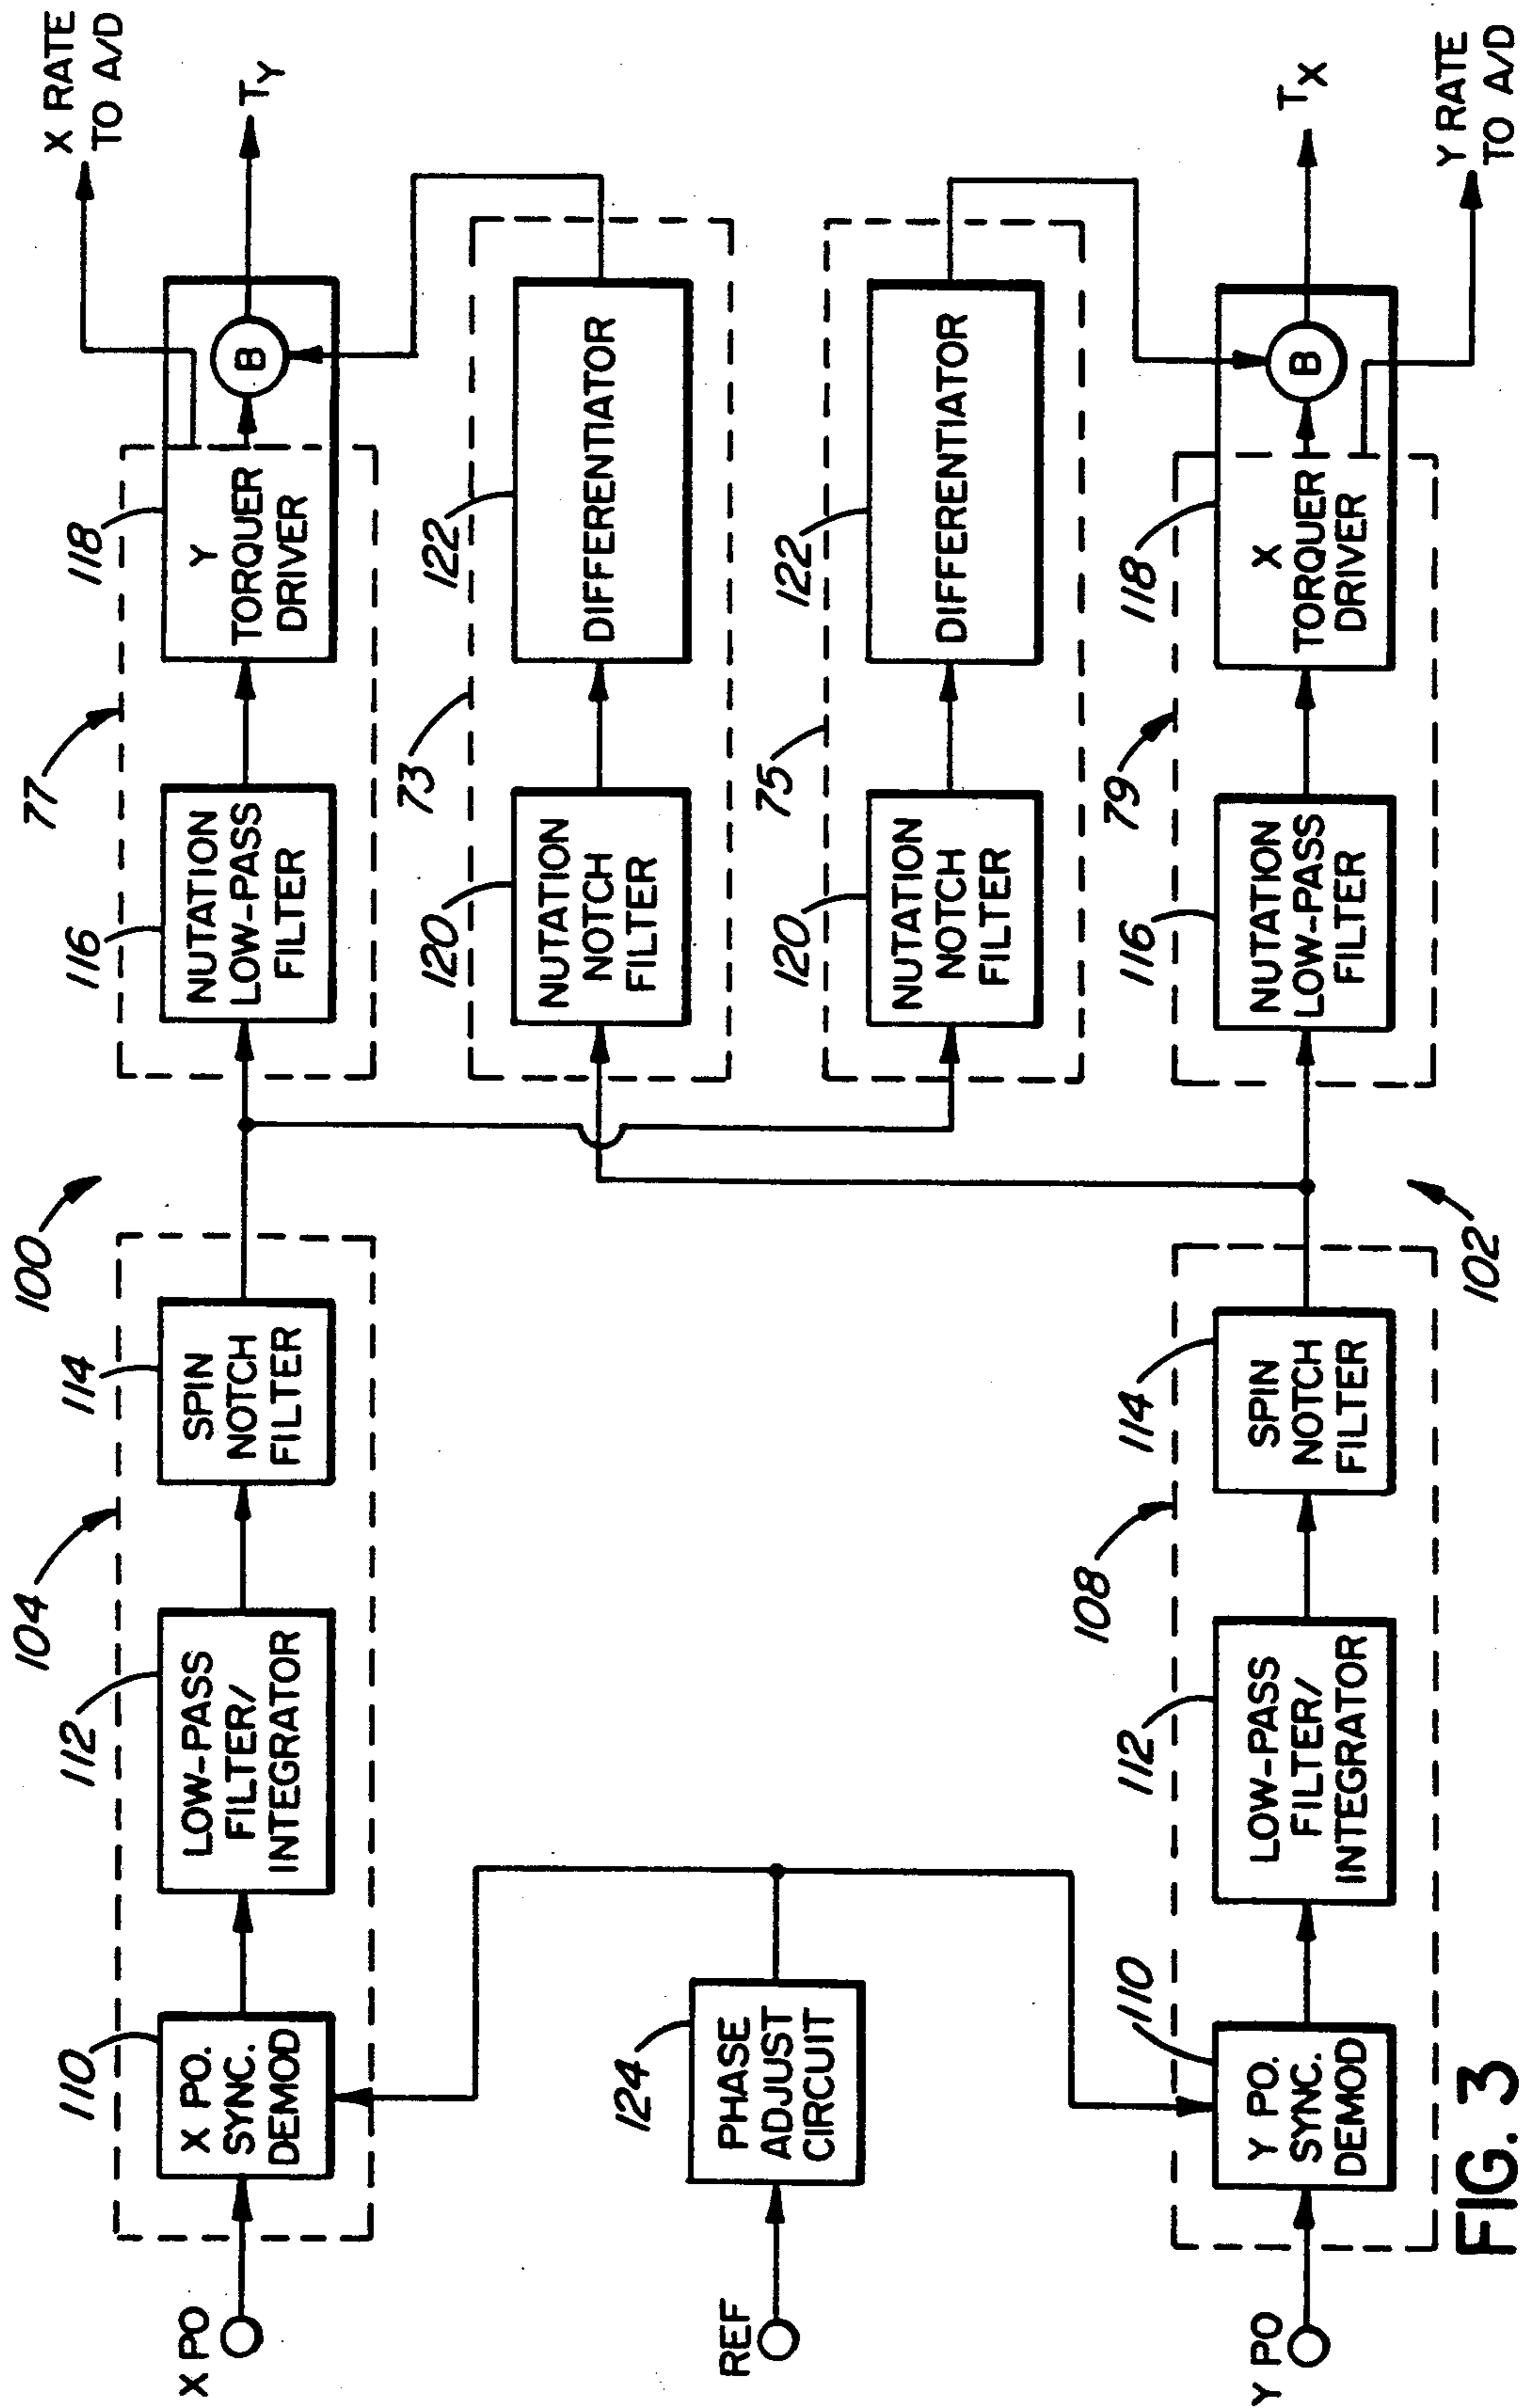 X RATE
TO A/D
TY
118
Y
TORQUER
DRIVER
B
77
116
NUTATION
LOW-PASS
FILTER
100
104
114
SPIN
NOTCH
FILTER
112
LOW-PASS
FILTER/
INTEGRATOR
110
X PO.
SYNC.
DEMOD
X PO
122
DIFFERENTIATOR
73
120
NUTATION
NOTCH
FILTER
122
DIFFERENTIATOR
75
120
NUTATION
NOTCH
FILTER
124
PHASE
ADJUST
CIRCUIT
REF
TX
Y RATE
TO A/D
118
X
TORQUER
DRIVER
B
79
116
NUTATION
LOW-PASS
FILTER
102
108
114
SPIN
NOTCH
FILTER
112
LOW-PASS
FILTER/
INTEGRATOR
110
Y PO.
SYNC.
DEMOD
Y PO
FIG. 3